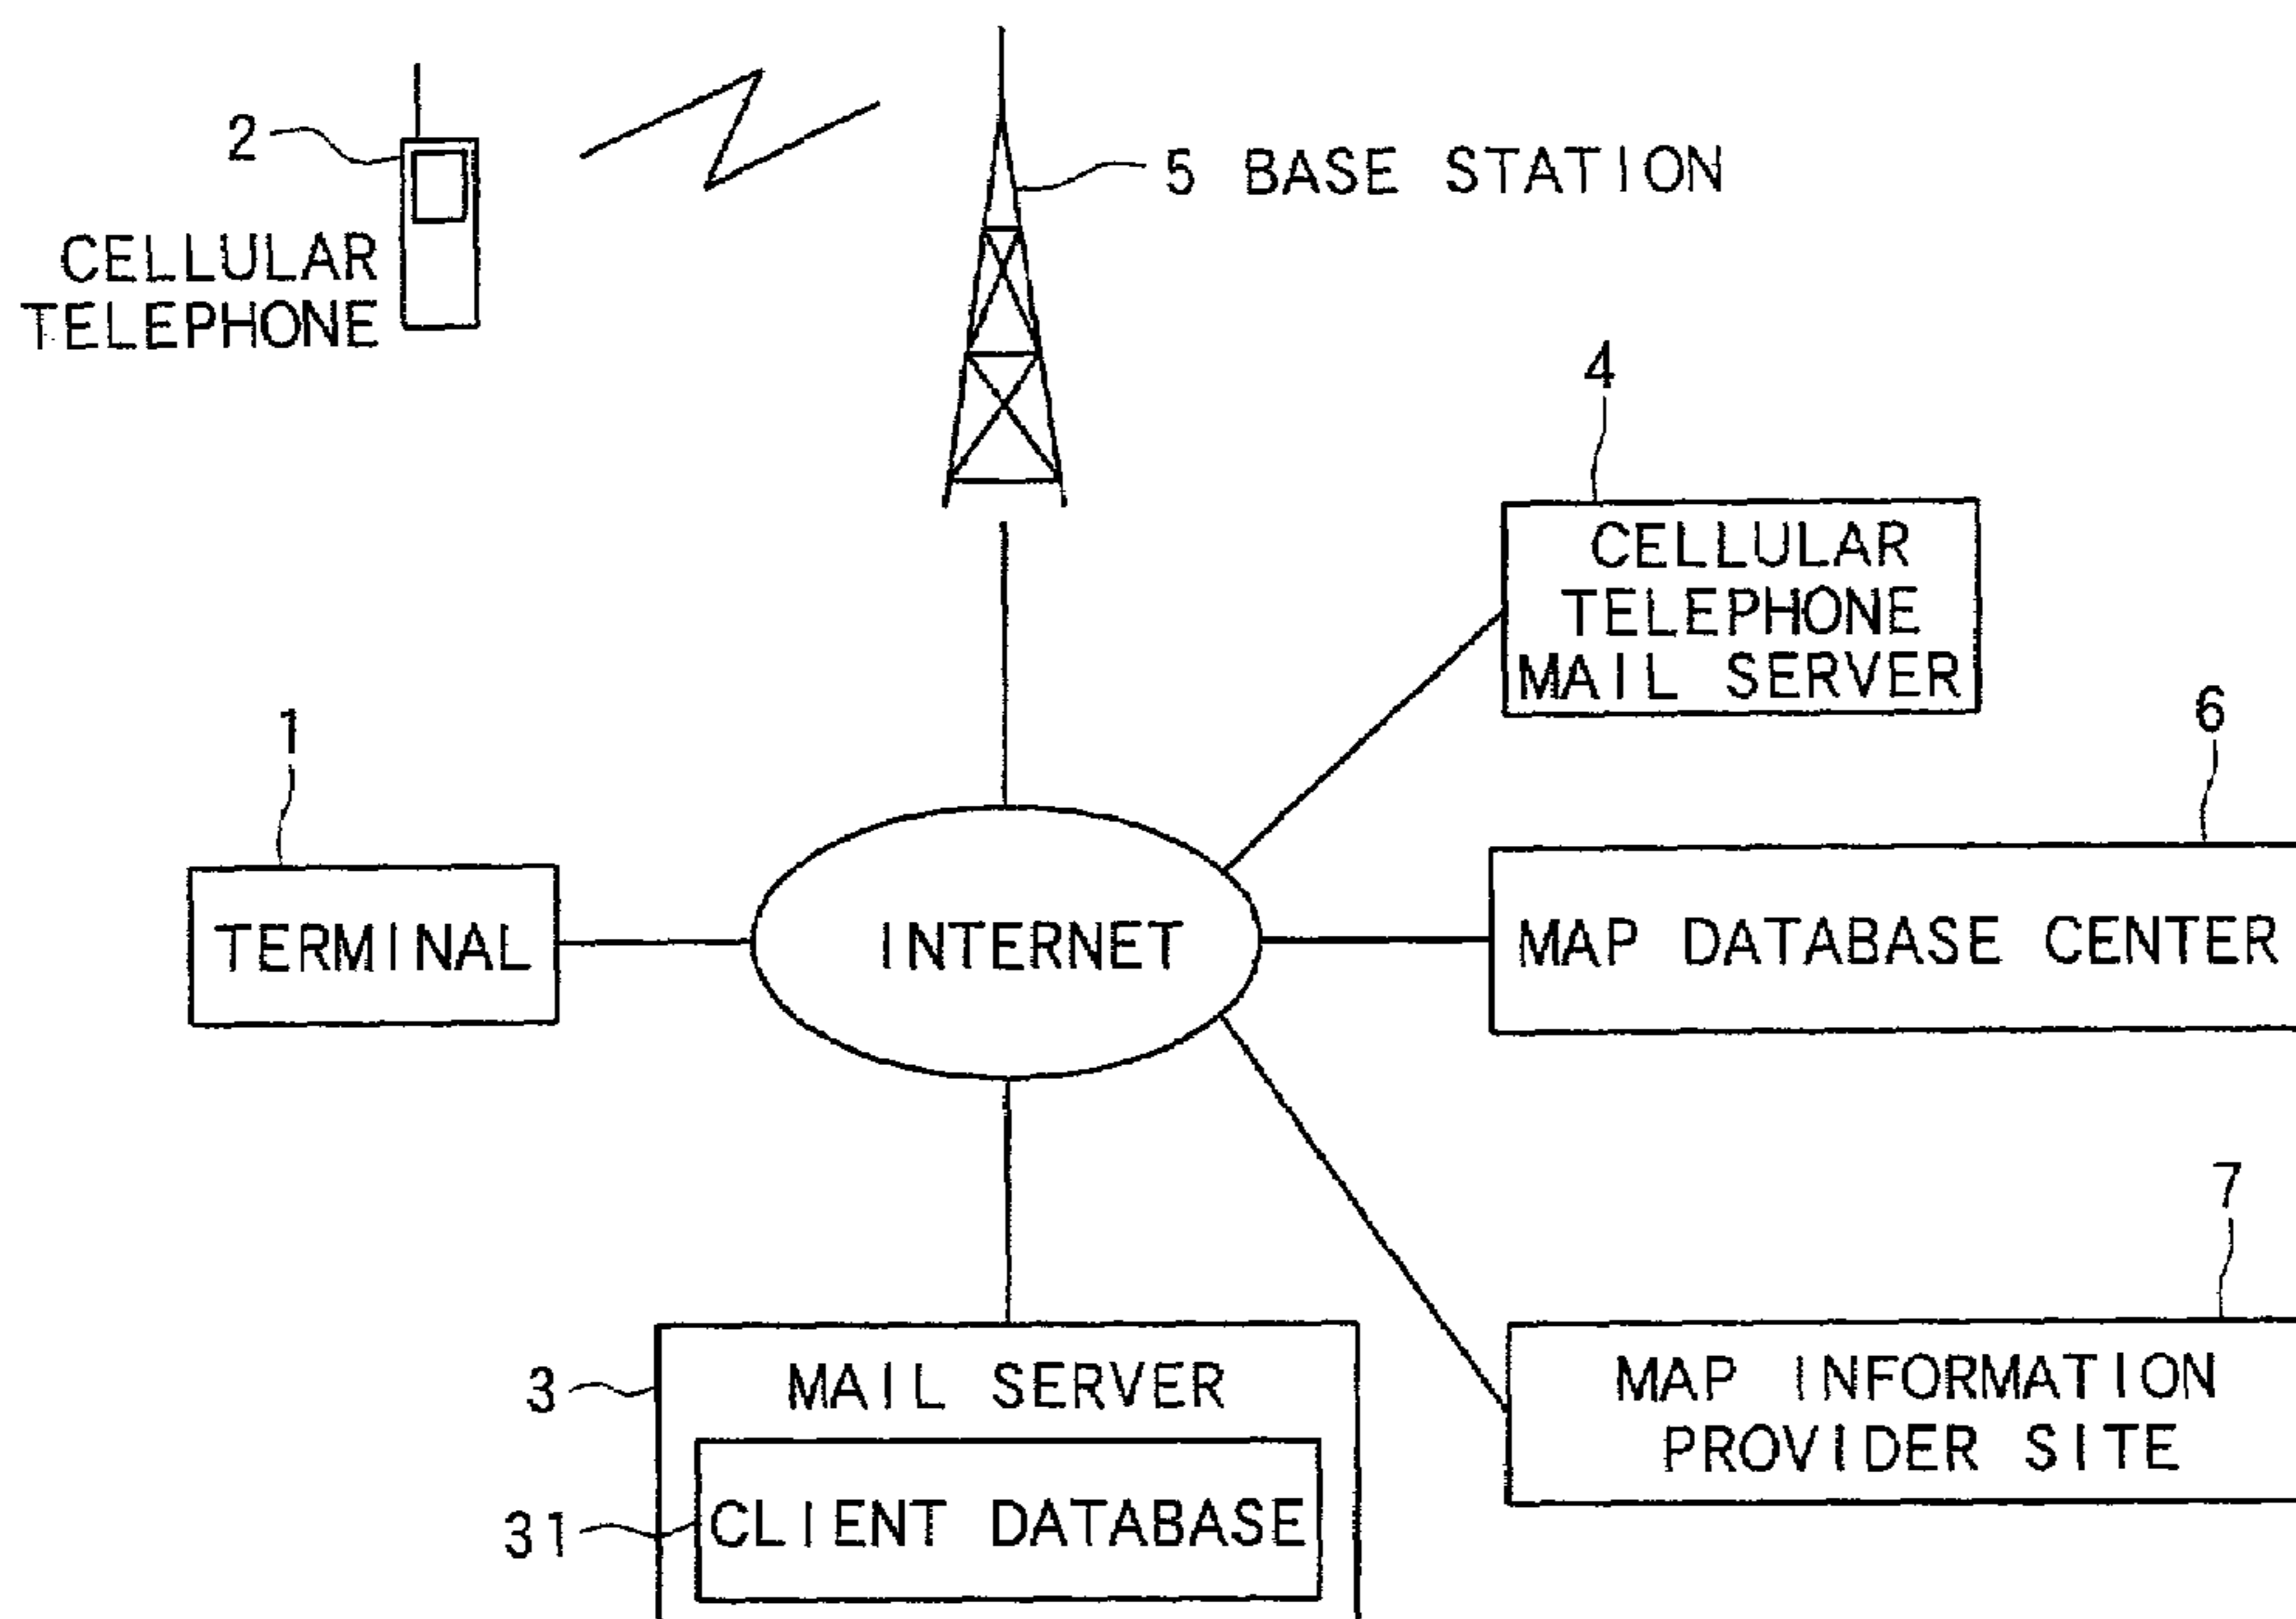 2
CELLULAR
TELEPHONE
5 BASE STATION
4
CELLULAR
TELEPHONE
MAIL SERVER
1
TERMINAL
INTERNET
6
MAP DATABASE CENTER
3
MAIL SERVER
31
CLIENT DATABASE
7
MAP INFORMATION
PROVIDER SITE